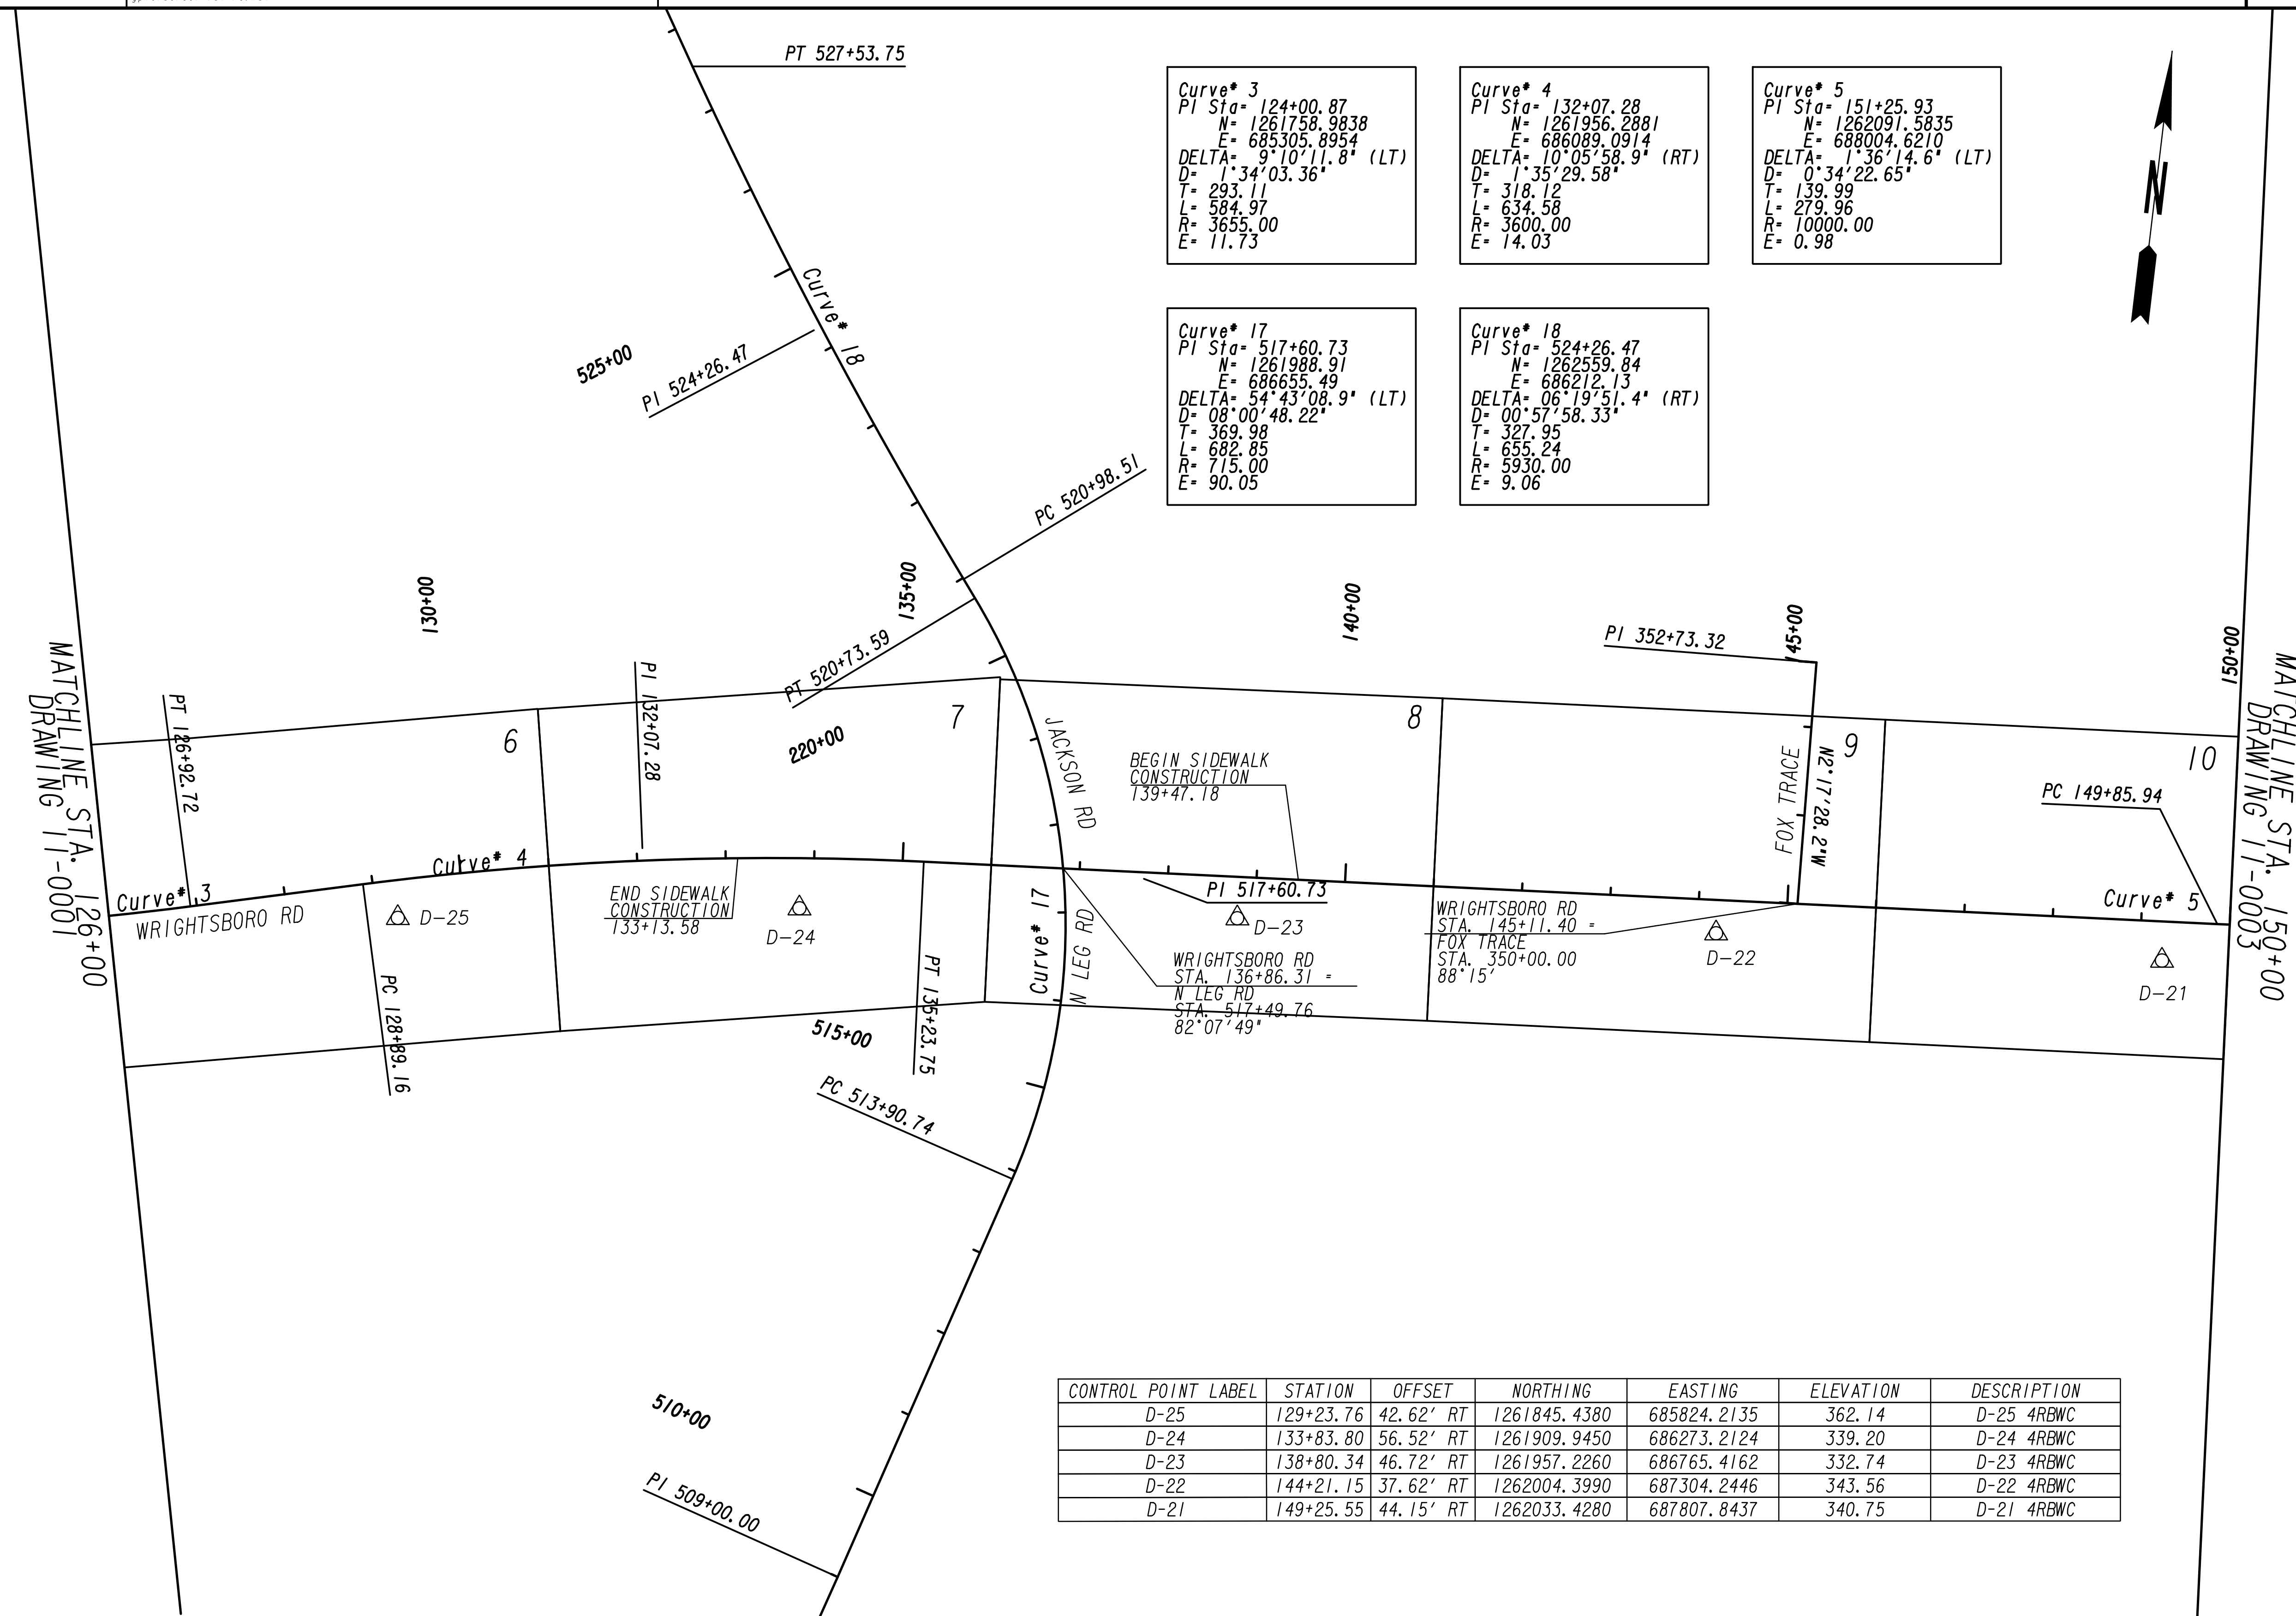 PT 527+53.75
Curve# 3
PI Sta= 124+00.87
N= 1261758.9838
E= 685305.8954
DELTA= 9°10'11.8" (LT)
D= 1°34'03.36"
T= 293.11
L= 584.97
R= 3655.00
E= 11.73
Curve# 4
PI Sta= 132+07.28
N= 1261956.2881
E= 686089.0914
DELTA= 10°05'58.9" (RT)
D= 1°35'29.58"
T= 318.12
L= 634.58
R= 3600.00
E= 14.03
Curve# 5
PI Sta= 151+25.93
N= 1262091.5835
E= 688004.6210
DELTA= 1°36'14.6" (LT)
D= 0°34'22.65"
T= 139.99
L= 279.96
R= 10000.00
E= 0.98
N
Curve# 17
PI Sta= 517+60.73
N= 1261988.91
E= 686655.49
DELTA= 54°43'08.9" (LT)
D= 08°00'48.22"
T= 369.98
L= 682.85
R= 715.00
E= 90.05
Curve# 18
PI Sta= 524+26.47
N= 1262559.84
E= 686212.13
DELTA= 06°19'51.4" (RT)
D= 00°57'58.33"
T= 327.95
L= 655.24
R= 5930.00
E= 9.06
Curve# 18
525+00
PI 524+26.47
PC 520+98.51
130+00
135+00
140+00
145+00
150+00
PT 520+73.59
PI 352+73.32
MATCHLINE STA. 126+00
DRAWING 11-0001
PT 126+92.72
6
PI 132+07.28
7
220+00
JACKSON RD
8
BEGIN SIDEWALK
CONSTRUCTION
139+47.18
FOX TRACE
N2°17'28.2"W
9
10
PC 149+85.94
MATCHLINE STA. 150+00
DRAWING 11-0003
Curve# 3
WRIGHTSBORO RD
Curve# 4
D-25
PC 128+89.16
END SIDEWALK
CONSTRUCTION
133+13.58
D-24
PT 135+23.75
Curve# 17
N LEG RD
PI 517+60.73
D-23
WRIGHTSBORO RD
STA. 136+86.31 =
N LEG RD
STA. 517+49.76
82°07'49"
WRIGHTSBORO RD
STA. 145+11.40 =
FOX TRACE
STA. 350+00.00
88°15'
D-22
Curve# 5
D-21
515+00
PC 513+90.74
510+00
PI 509+00.00
CONTROL POINT LABEL STATION OFFSET NORTHING EASTING ELEVATION DESCRIPTION
D-25 129+23.76 42.62' RT 1261845.4380 685824.2135 362.14 D-25 4RBWC
D-24 133+83.80 56.52' RT 1261909.9450 686273.2124 339.20 D-24 4RBWC
D-23 138+80.34 46.72' RT 1261957.2260 686765.4162 332.74 D-23 4RBWC
D-22 144+21.15 37.62' RT 1262004.3990 687304.2446 343.56 D-22 4RBWC
D-21 149+25.55 44.15' RT 1262033.4280 687807.8437 340.75 D-21 4RBWC